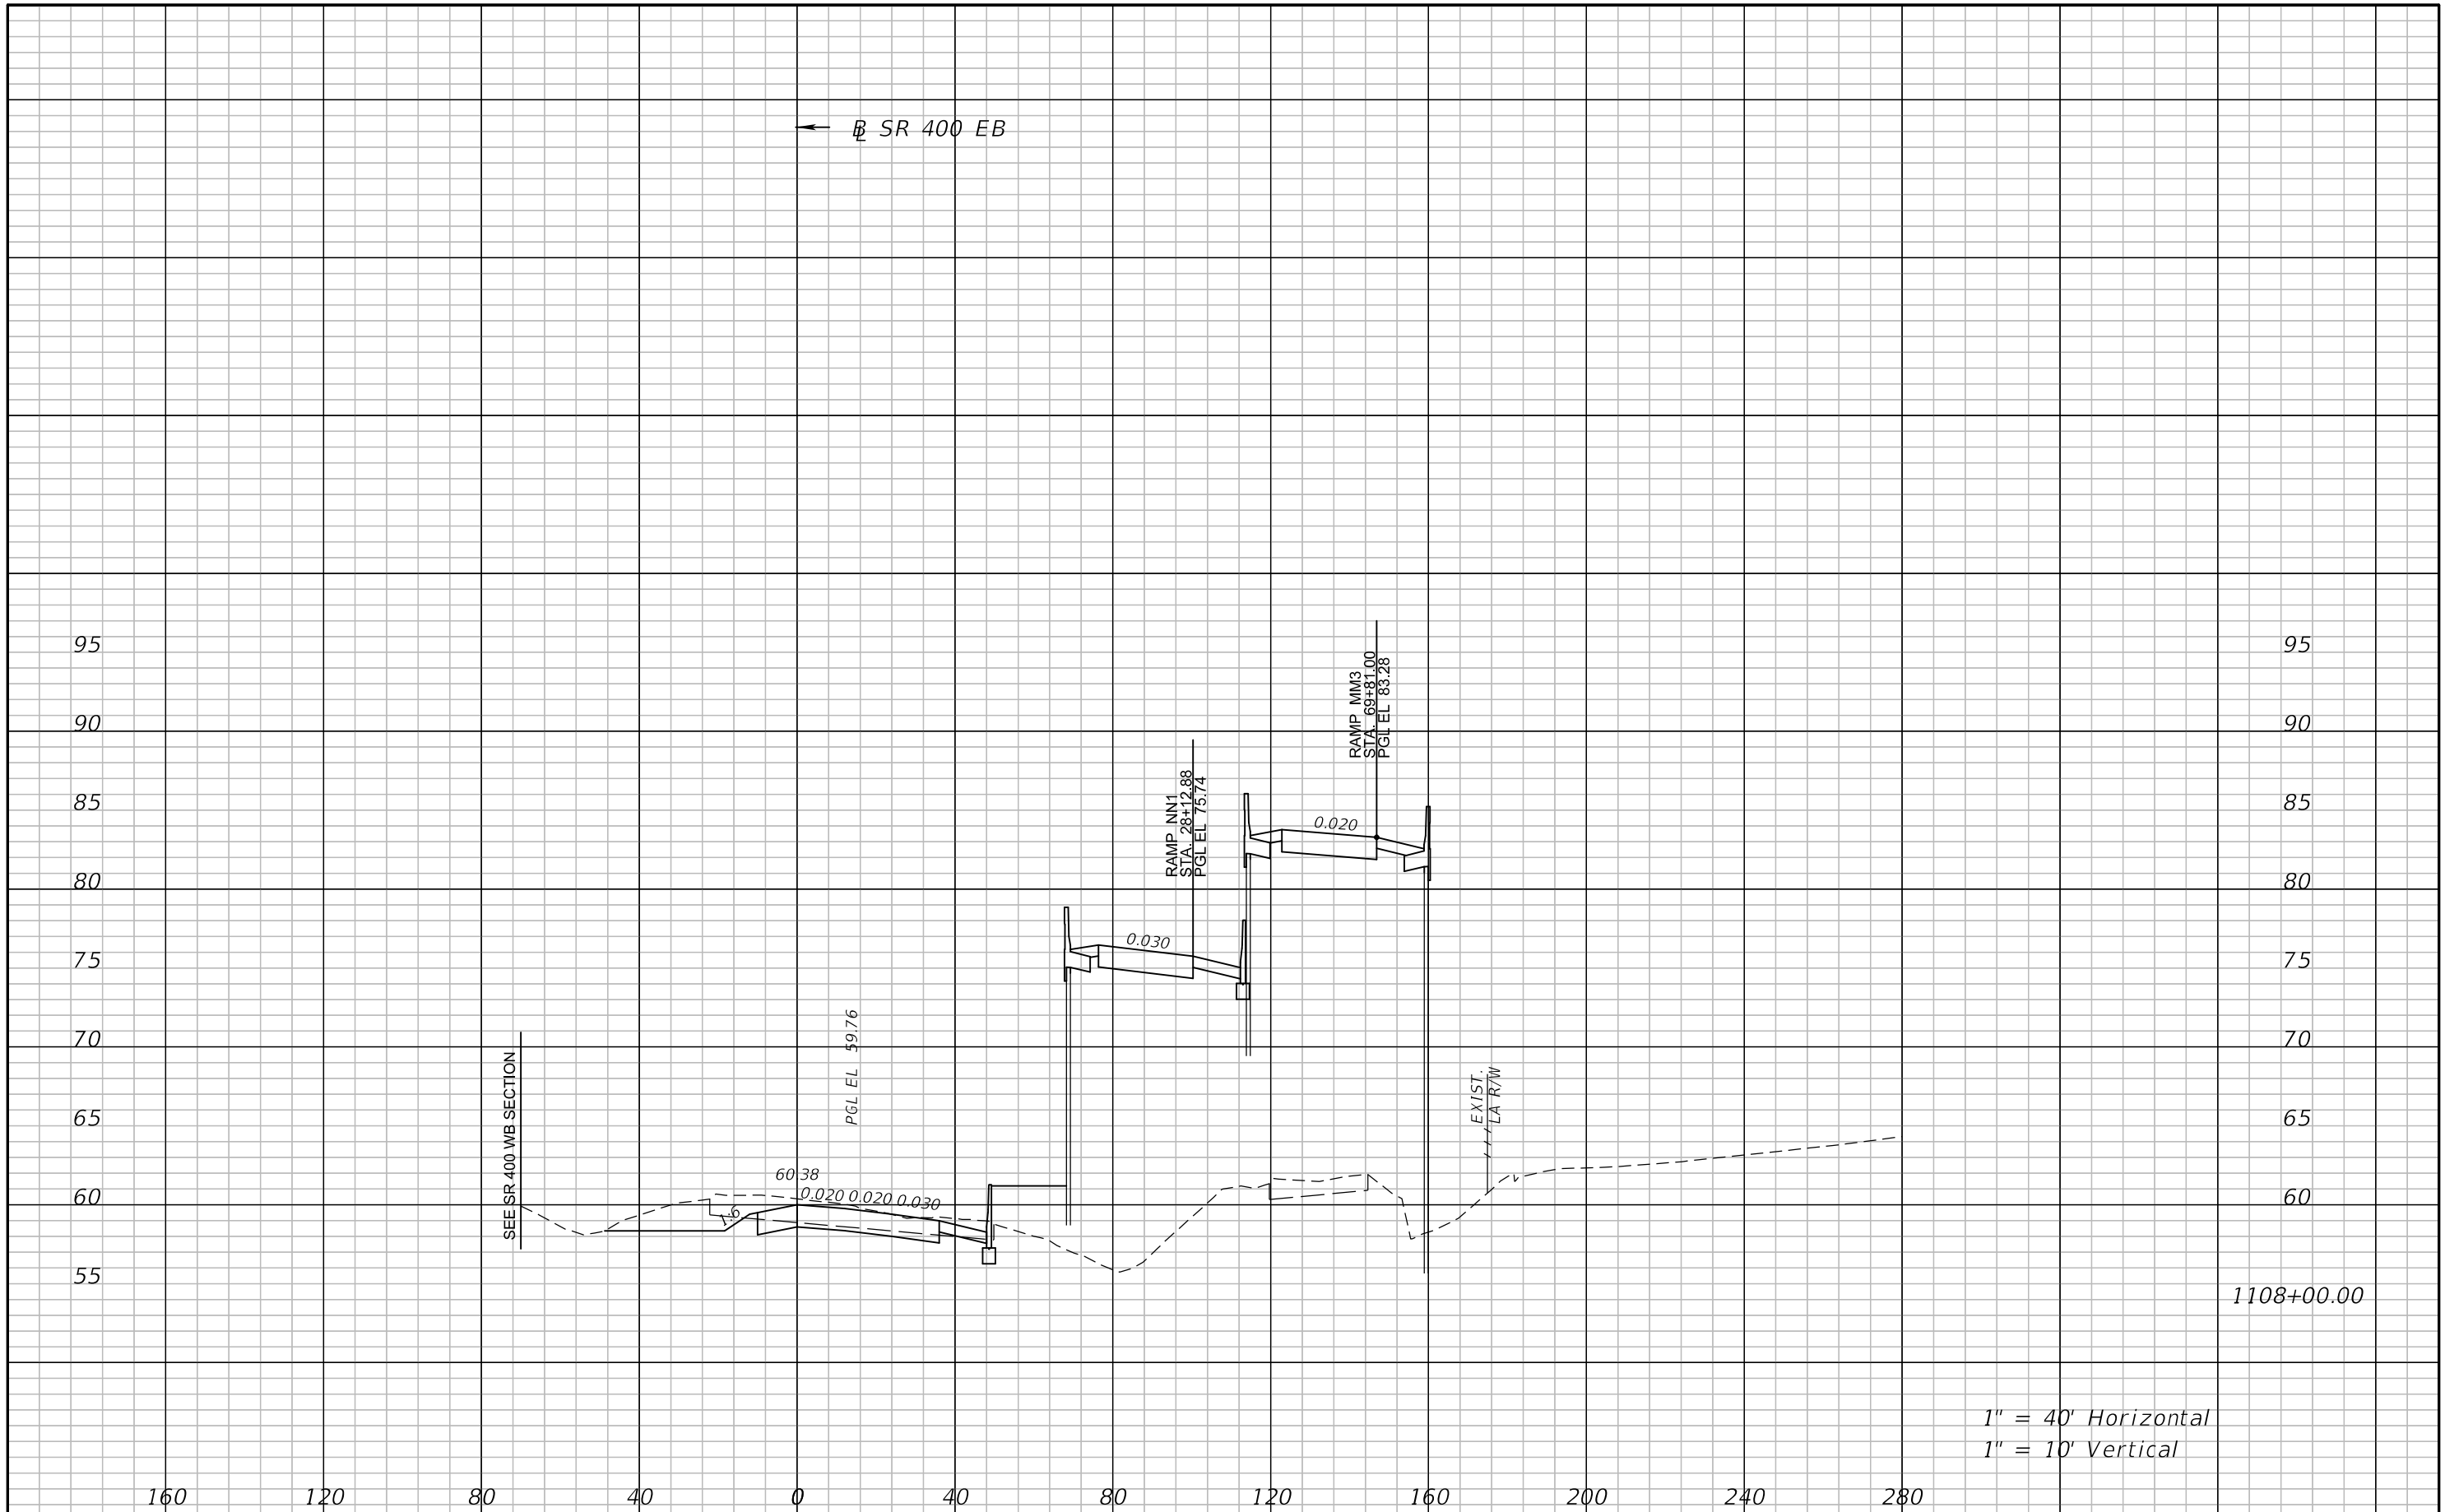 ℄ SR 400 EB
95 95
90 90
85 85
80 80
75 75
70 70
65 65
60 60
55
RAMP MM3
STA. 69+81.00
PGL EL 83.28
0.020
RAMP NN1
STA. 28+12.88
PGL EL 75.74
0.030
SEE SR 400 WB SECTION
PGL EL 59.76
60.38
0.020 0.020 0.030
1:6
EXIST.
LA R/W
1108+00.00
1" = 40' Horizontal
1" = 10' Vertical
160 120 80 40 0 40 80 120 160 200 240 280